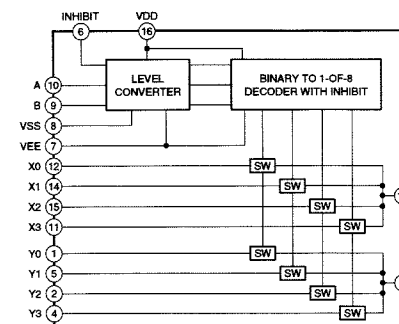 INHIBIT VDD
6 16
LEVEL
CONVERTER
BINARY TO 1-OF-8
DECODER WITH INHIBIT
A 10
B 9
VSS 8
VEE 7
X0 12 SW
X1 14 SW
X2 15 SW
X3 11 SW
Y0 1 SW
Y1 5 SW
Y2 2 SW
Y3 4 SW